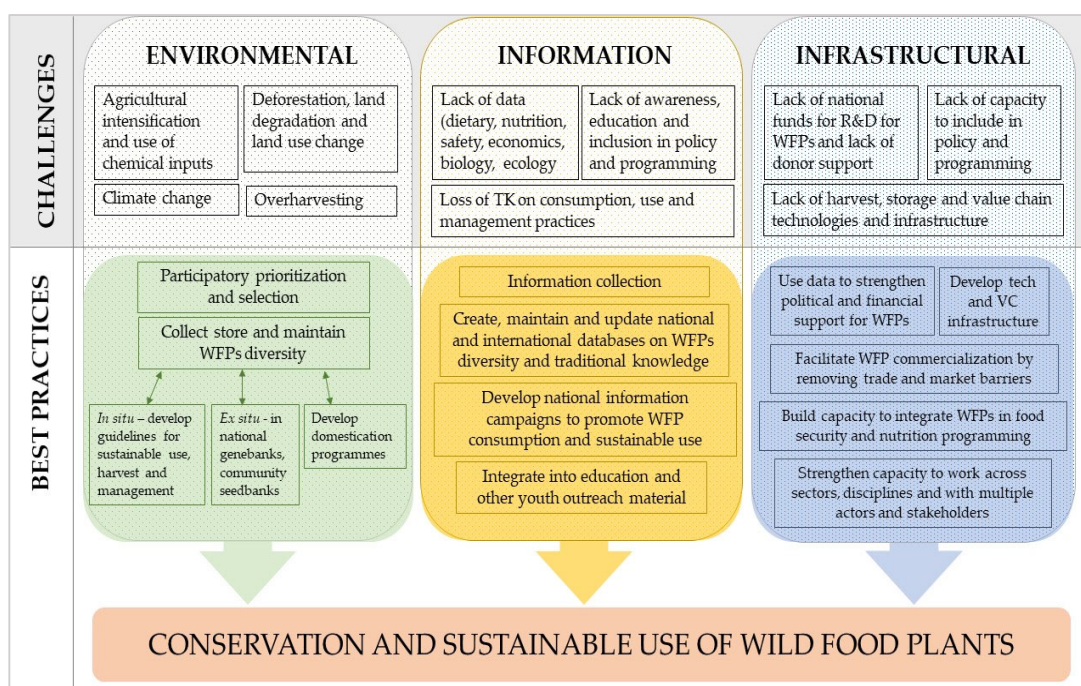 CHALLENGES
ENVIRONMENTAL
Agricultural
intensification
and use of
chemical inputs
Deforestation, land
degradation and
land use change
Climate change
Overharvesting
INFORMATION
Lack of data
(dietary, nutrition,
safety, economics,
biology, ecology
Lack of awareness,
education and
inclusion in policy
and programming
Loss of TK on consumption, use and
management practices
INFRASTRUCTURAL
Lack of national
funds for R&D for
WFPs and lack of
donor support
Lack of capacity
to include in
policy and
programming
Lack of harvest, storage and value chain
technologies and infrastructure
BEST PRACTICES
Participatory prioritization
and selection
Collect store and maintain
WFPs diversity
In situ – develop
guidelines for
sustainable use,
harvest and
management
Ex situ - in
national
genebanks,
community
seedbanks
Develop
domestication
programmes
Information collection
Create, maintain and update national
and international databases on WFPs
diversity and traditional knowledge
Develop national information
campaigns to promote WFP
consumption and sustainable use
Integrate into education and
other youth outreach material
Use data to strengthen
political and financial
support for WFPs
Develop tech
and VC
infrastructure
Facilitate WFP commercialization by
removing trade and market barriers
Build capacity to integrate WFPs in food
security and nutrition programming
Strengthen capacity to work across
sectors, disciplines and with multiple
actors and stakeholders
CONSERVATION AND SUSTAINABLE USE OF WILD FOOD PLANTS